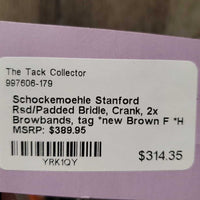 The Tack Collector
997606-179
Schockemoehle Stanford
Rsd/Padded Bridle, Crank, 2x
Browbands, tag *new Brown F *H
MSRP: $389.95
YRK1QY
$314.35